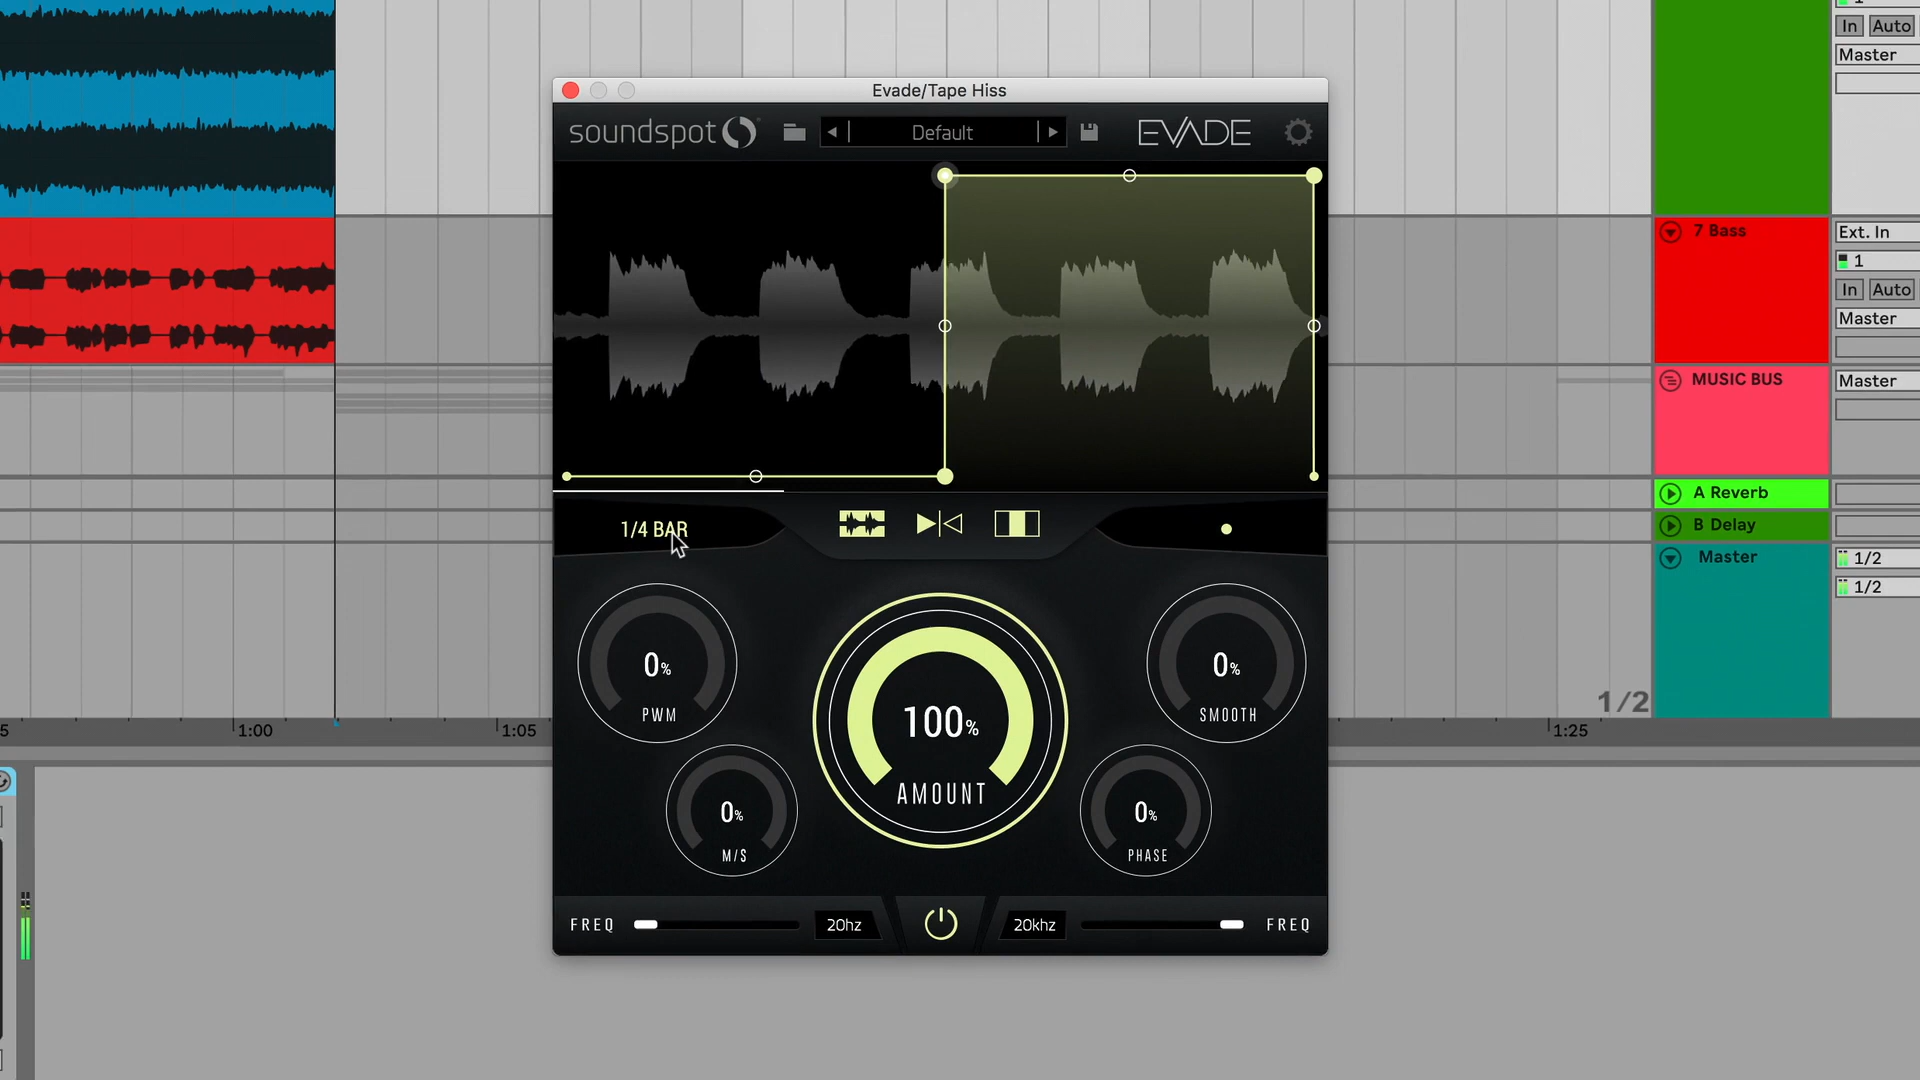 Evade/Tape Hiss
soundspot
Default
EVADE
1/4 BAR
0%
PWM
0%
M/S
100%
AMOUNT
0%
SMOOTH
0%
PHASE
FREQ
20hz
20khz
FREQ
1
In Auto
Master
7 Bass
Ext. In
1
In Auto
Master
MUSIC BUS
Master
A Reverb
B Delay
Master
1/2
1/2
1/2
5
1:00
1:05
1:25